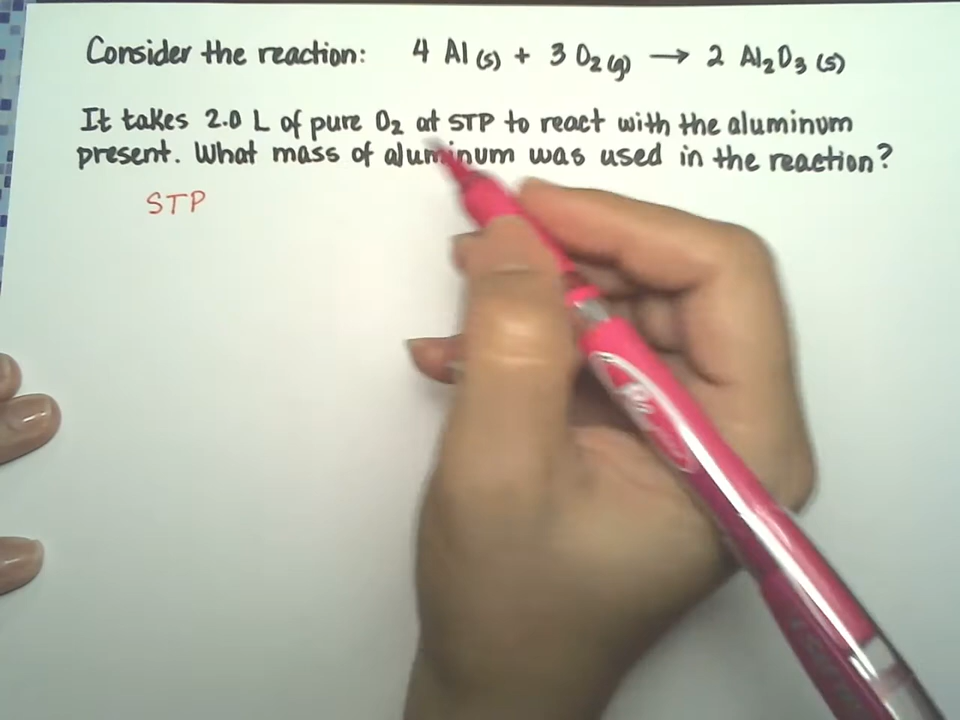 Consider the reaction: 4 Al (s) + 3 O₂ (g) → 2 Al₂O₃ (s)
It takes 2.0 L of pure O₂ at STP to react with the aluminum
present. What mass of aluminum was used in the reaction?
STP